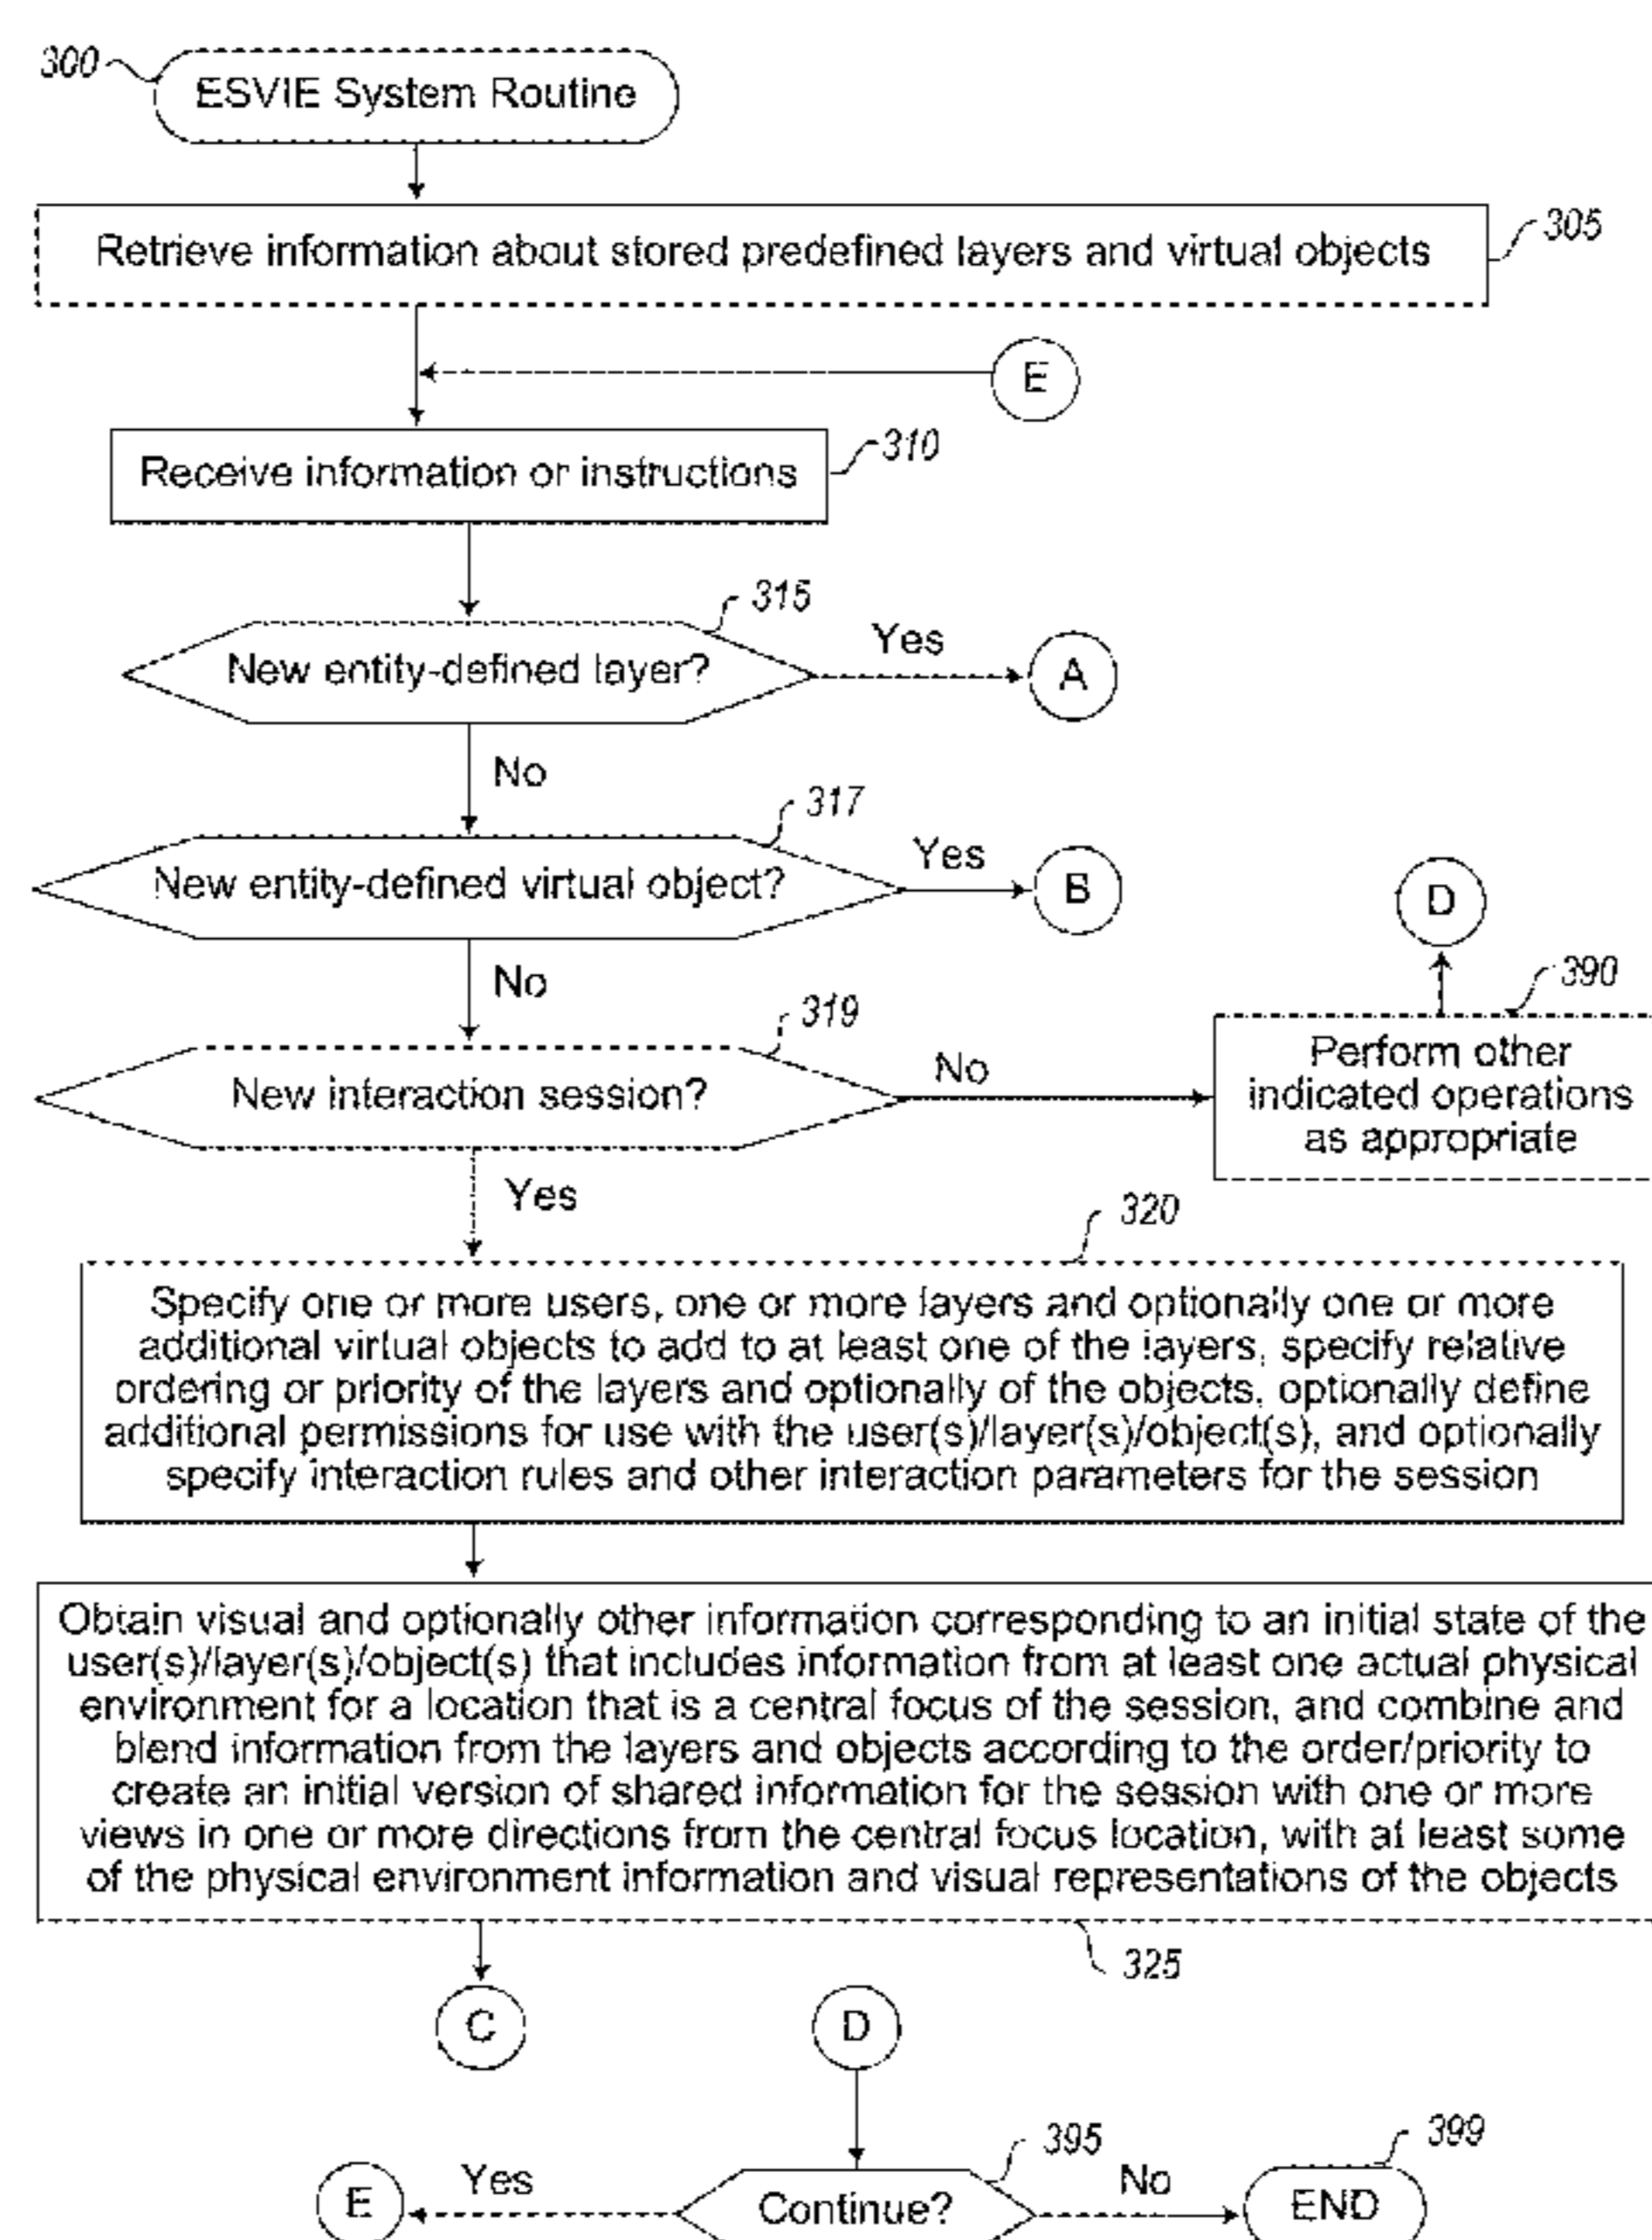 300
ESVIE System Routine
Retrieve information about stored predefined layers and virtual objects
305
E
Receive information or instructions
310
315
New entity-defined layer?
Yes
A
No
317
New entity-defined virtual object?
Yes
B
D
No
319
390
New interaction session?
No
Perform other
indicated operations
as appropriate
Yes
320
Specify one or more users, one or more layers and optionally one or more
additional virtual objects to add to at least one of the layers, specify relative
ordering or priority of the layers and optionally of the objects, optionally define
additional permissions for use with the user(s)/layer(s)/object(s), and optionally
specify interaction rules and other interaction parameters for the session
Obtain visual and optionally other information corresponding to an initial state of the
user(s)/layer(s)/object(s) that includes information from at least one actual physical
environment for a location that is a central focus of the session, and combine and
blend information from the layers and objects according to the order/priority to
create an initial version of shared information for the session with one or more
views in one or more directions from the central focus location, with at least some
of the physical environment information and visual representations of the objects
325
C
D
395
399
E
Yes
Continue?
No
END